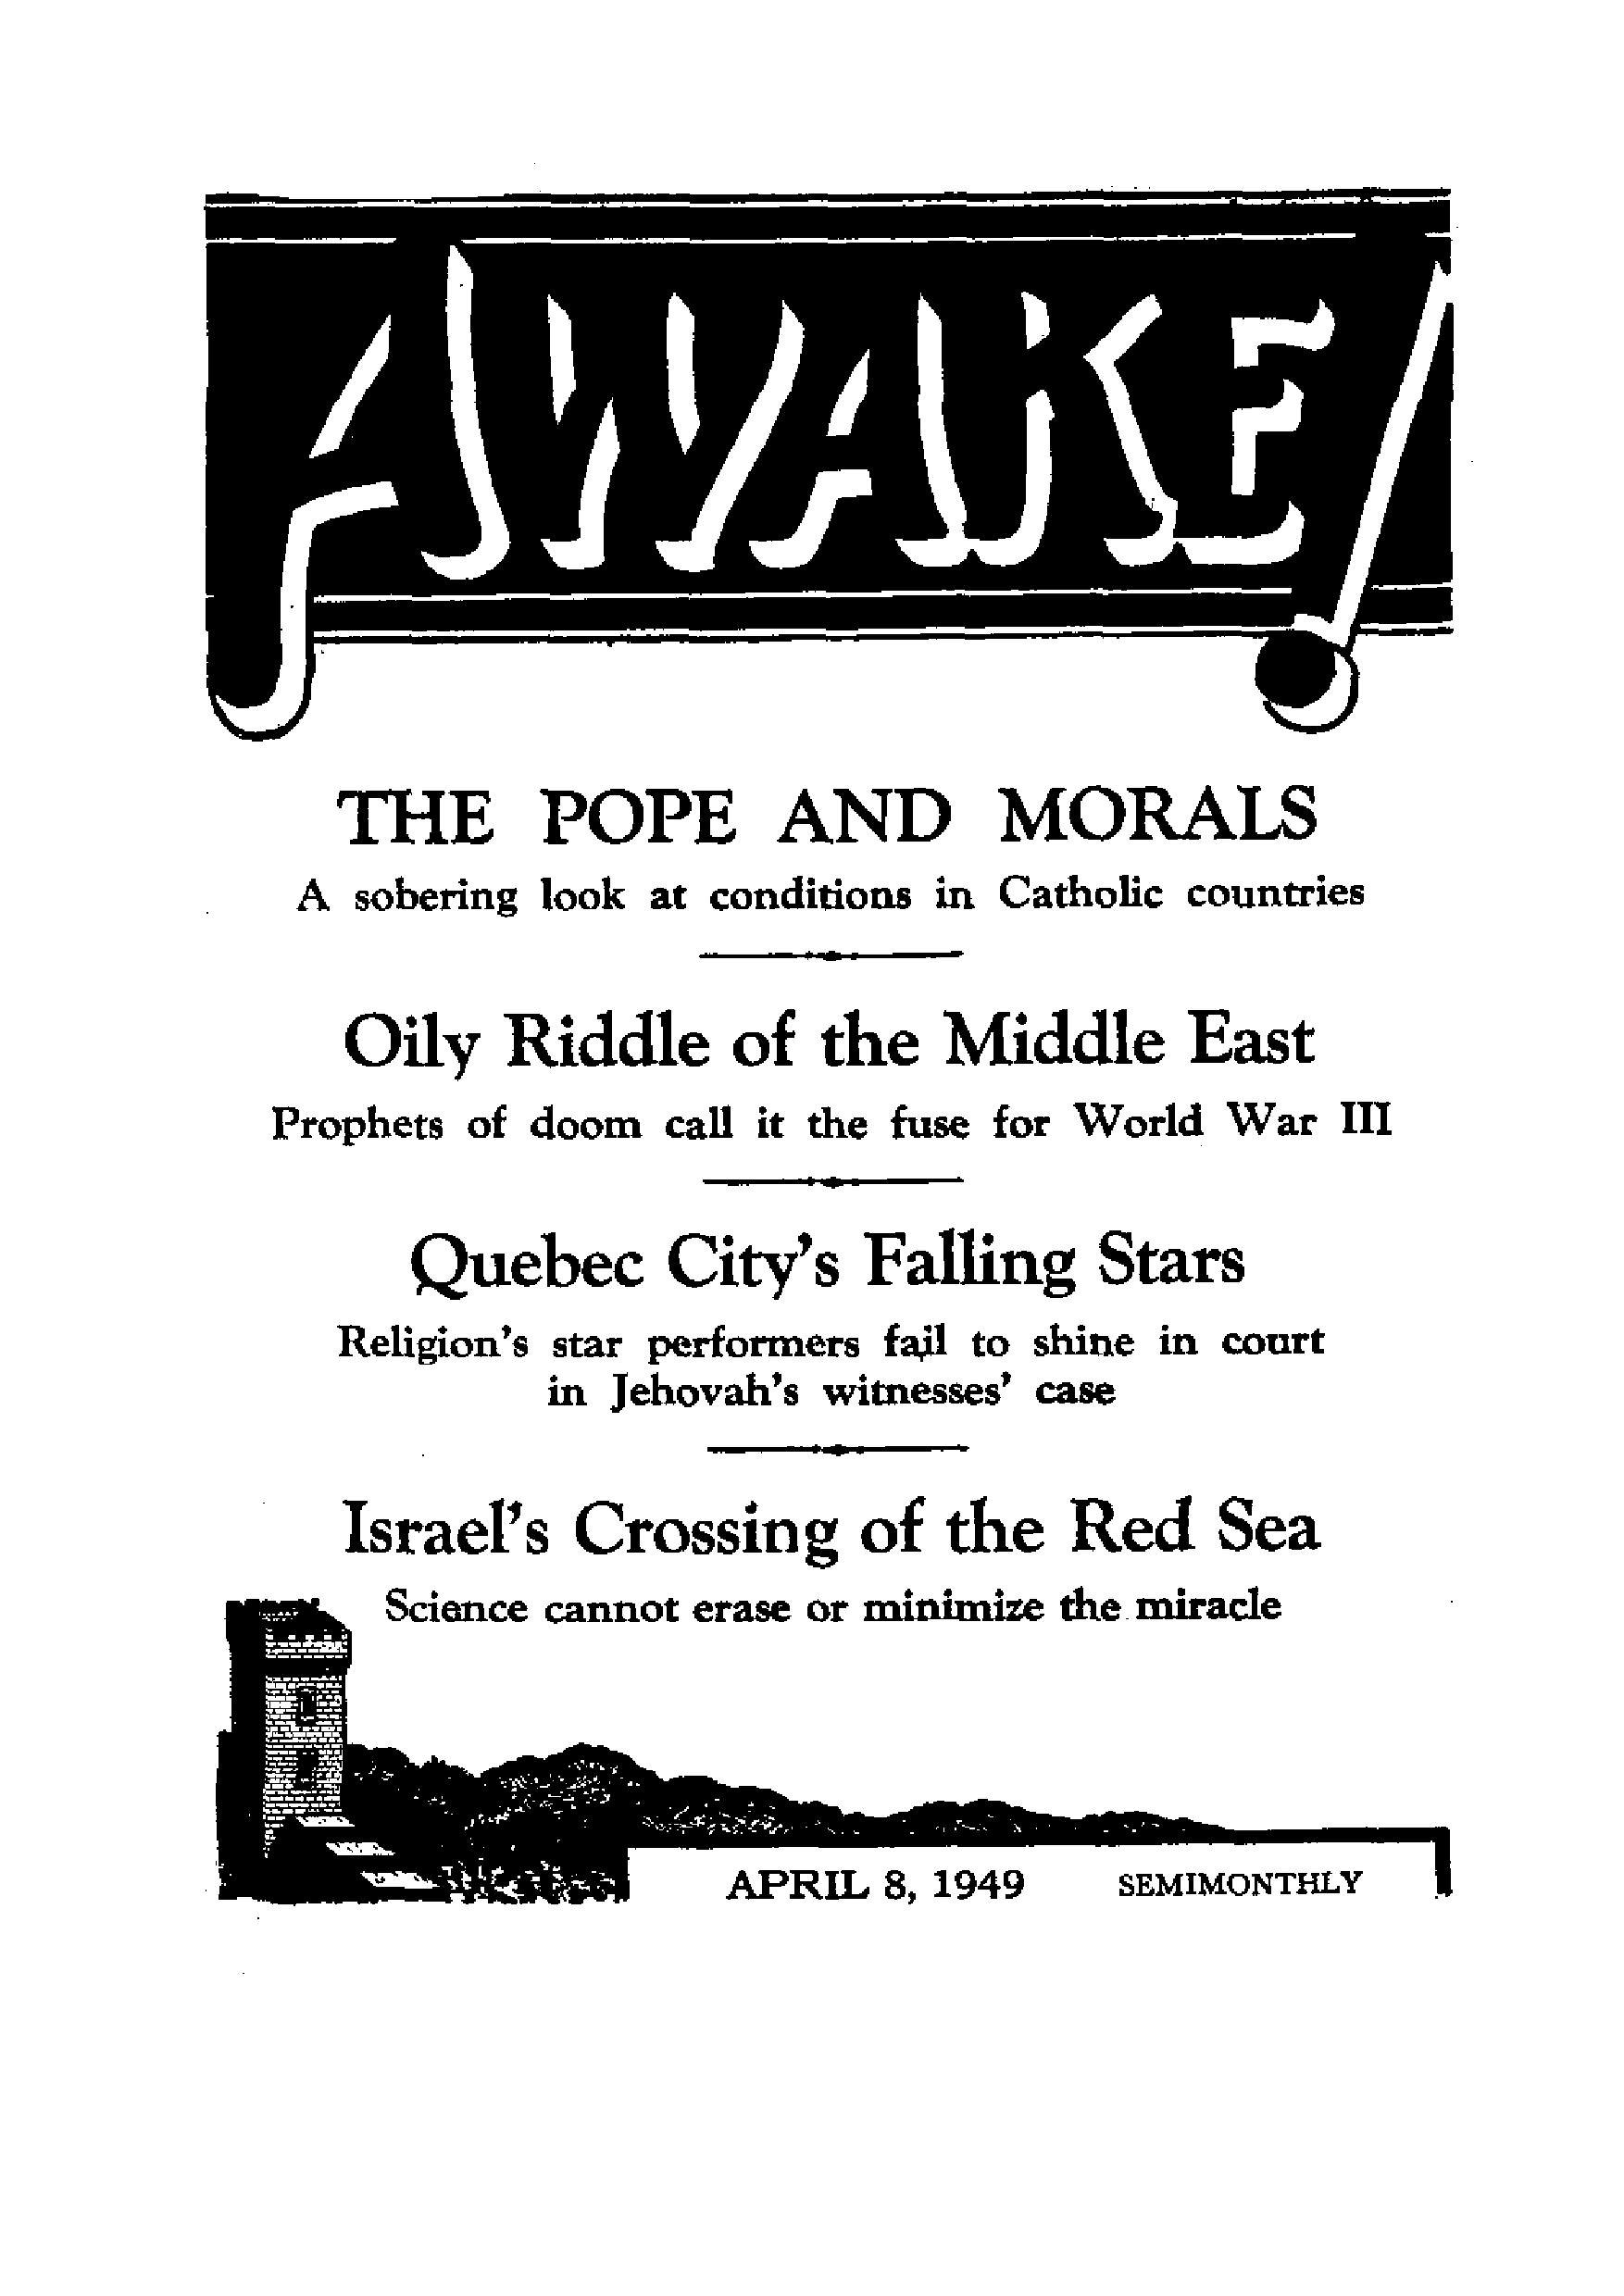 AWAKE!
THE POPE AND MORALS
A sobering look at conditions in Catholic countries
Oily Riddle of the Middle East
Prophets of doom call it the fuse for World War III
Quebec City's Falling Stars
Religion's star performers fail to shine in court
in Jehovah's witnesses' case
Israel's Crossing of the Red Sea
Science cannot erase or minimize the miracle
APRIL 8, 1949 SEMIMONTHLY